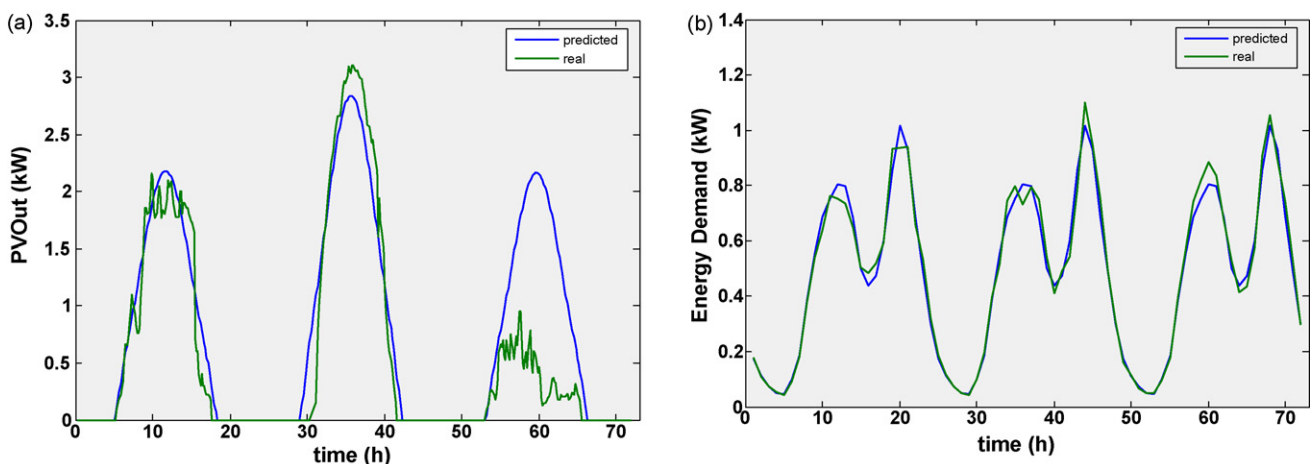 (a)
3.5
3
2.5
2
1.5
1
0.5
0
PVOut (kW)
predicted
real
0 10 20 30 40 50 60 70
time (h)
(b)
1.4
1.2
1
0.8
0.6
0.4
0.2
0
Energy Demand (kW)
predicted
real
0 10 20 30 40 50 60 70
time (h)